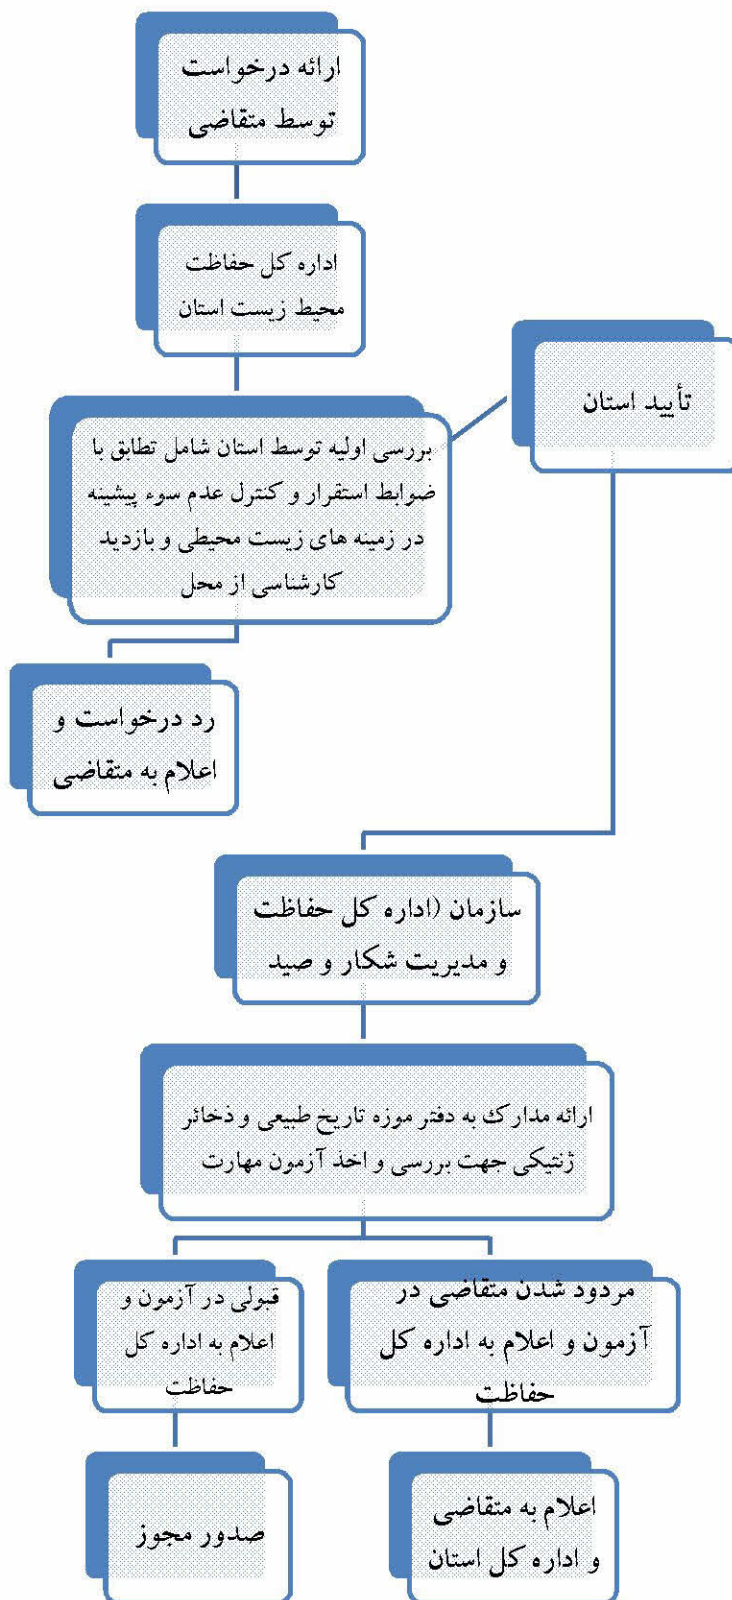 ارائه درخواست
توسط متقاضی
اداره کل حفاظت
محیط زیست استان
تأیید استان
بررسی اولیه توسط استان شامل تطابق با
ضوابط استقرار و کنترل عدم سوء پیشینه
در زمینه های زیست محیطی و بازدید
کارشناسی از محل
رد درخواست و
اعلام به متقاضی
سازمان (اداره کل حفاظت
و مدیریت شکار و صید
ارائه مدارک به دفتر موزه تاریخ طبیعی و ذخائر
ژنتیکی جهت بررسی و اخذ آزمون مهارت
مردود شدن متقاضی در
آزمون و اعلام به اداره کل
حفاظت
قبولی در آزمون و
اعلام به اداره کل
حفاظت
اعلام به متقاضی
و اداره کل استان
صدور مجوز